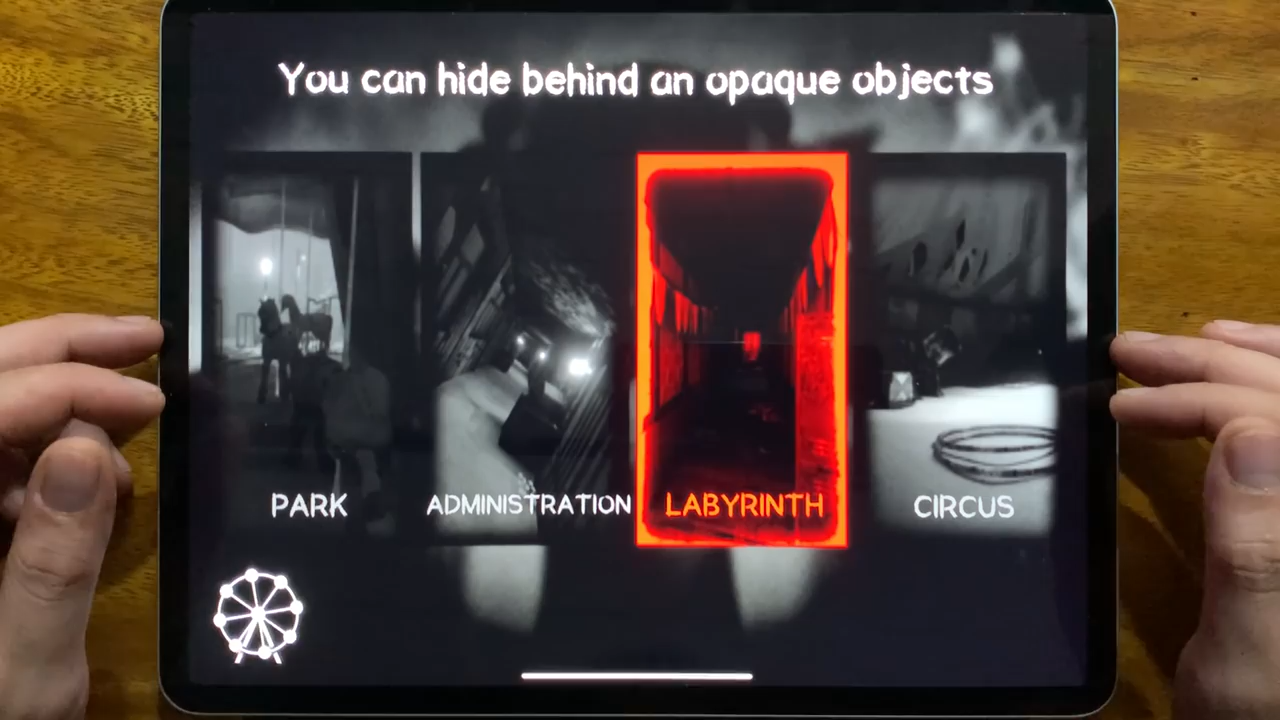 You can hide behind an opaque objects
PARK
ADMINISTRATION
LABYRINTH
CIRCUS